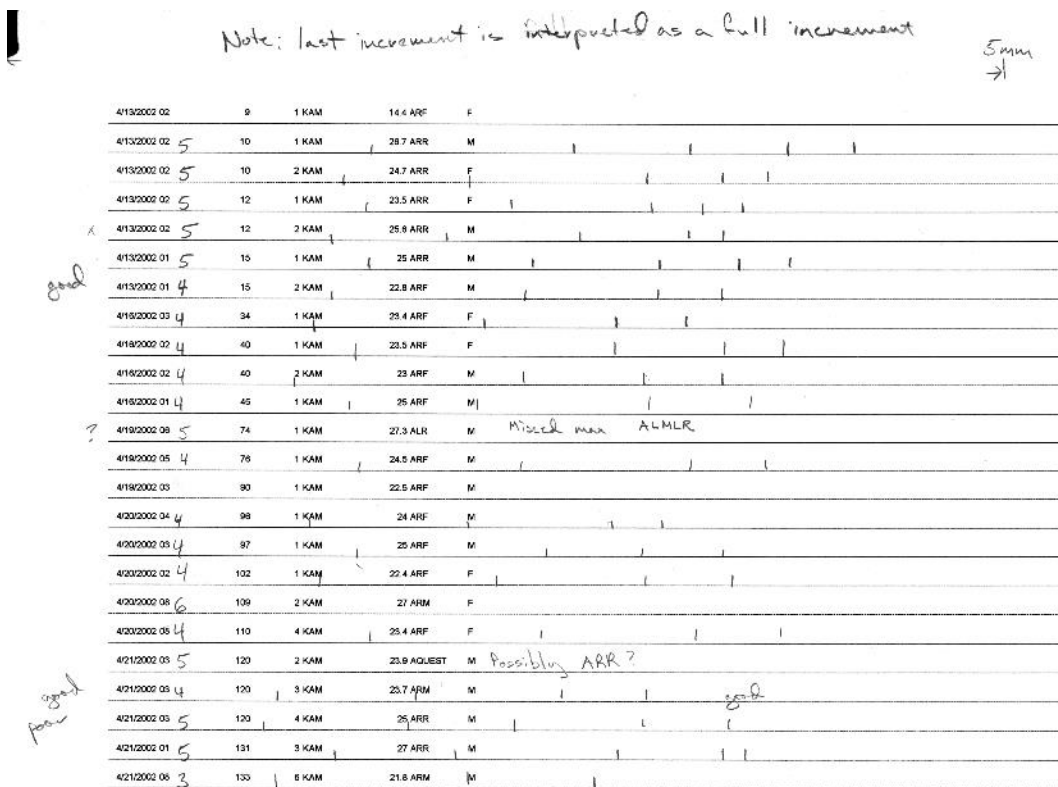 Note: last increment is interpreted as a full increment
5mm
4/13/2002 02 9 1 KAM 14.4 ARF F
4/13/2002 02 5 10 1 KAM 28.7 ARR M
4/13/2002 02 5 10 2 KAM 24.7 ARR F
4/13/2002 02 5 12 1 KAM 23.5 ARR F
x 4/13/2002 02 5 12 2 KAM 25.8 ARR M
4/13/2002 01 5 15 1 KAM 25 ARR M
good 4/13/2002 01 4 15 2 KAM 22.8 ARF M
4/16/2002 03 4 34 1 KAM 23.4 ARF F
4/16/2002 02 4 40 1 KAM 23.5 ARF F
4/16/2002 02 4 40 2 KAM 23 ARF M
4/16/2002 01 4 45 1 KAM 25 ARF M
? 4/19/2002 06 5 74 1 KAM 27.3 ALR M Missed max ALMLR
4/19/2002 05 4 76 1 KAM 24.5 ARF M
4/19/2002 03 90 1 KAM 22.5 ARF M
4/20/2002 04 4 96 1 KAM 24 ARF M
4/20/2002 03 4 97 1 KAM 25 ARF M
4/20/2002 02 4 102 1 KAM 22.4 ARF F
4/20/2002 06 6 109 2 KAM 27 ARM F
4/20/2002 05 4 110 4 KAM 23.4 ARF F
4/21/2002 03 5 120 2 KAM 23.9 AQUEST M Possibly ARR?
good 4/21/2002 03 4 120 3 KAM 23.7 ARM M good
poor 4/21/2002 03 5 120 4 KAM 25 ARR M
4/21/2002 01 5 131 3 KAM 27 ARR M
4/21/2002 06 3 133 6 KAM 21.8 ARM M